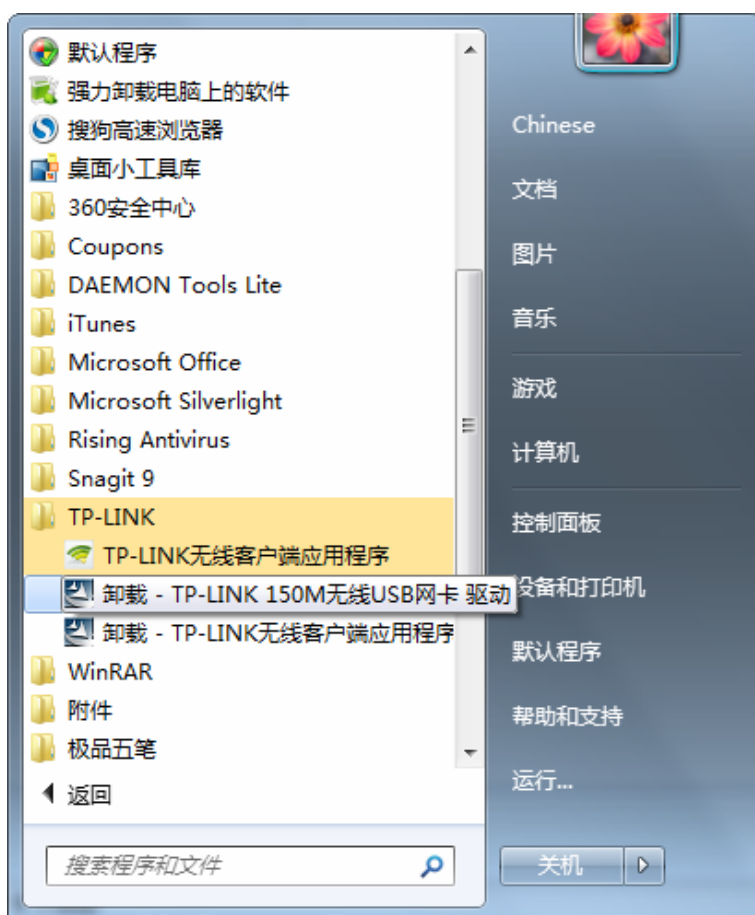 默认程序
强力卸载电脑上的软件
搜狗高速浏览器
桌面小工具库
360安全中心
Coupons
DAEMON Tools Lite
iTunes
Microsoft Office
Microsoft Silverlight
Rising Antivirus
Snagit 9
TP-LINK
TP-LINK无线客户端应用程序
卸载 - TP-LINK 150M无线USB网卡 驱动
卸载 - TP-LINK无线客户端应用程序
WinRAR
附件
极品五笔
返回
搜索程序和文件
Chinese
文档
图片
音乐
游戏
计算机
控制面板
设备和打印机
默认程序
帮助和支持
运行...
关机